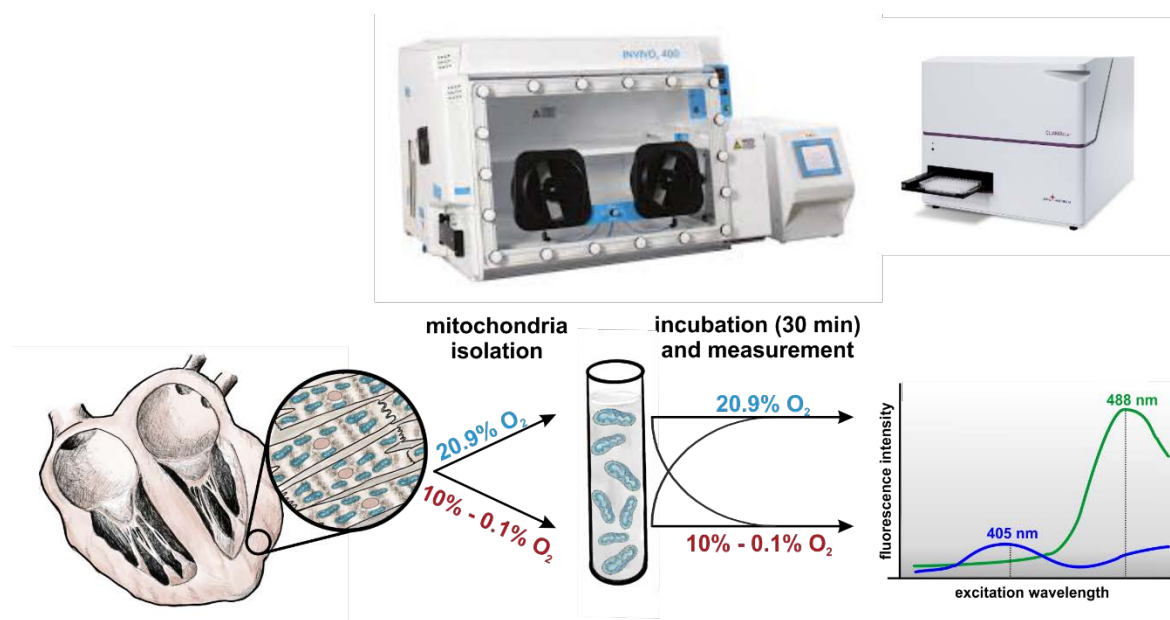 INVIVO₂ 400
CLARIOstar
mitochondria
isolation
incubation (30 min)
and measurement
20.9% O₂
10% - 0.1% O₂
20.9% O₂
10% - 0.1% O₂
488 nm
405 nm
fluorescence intensity
excitation wavelength